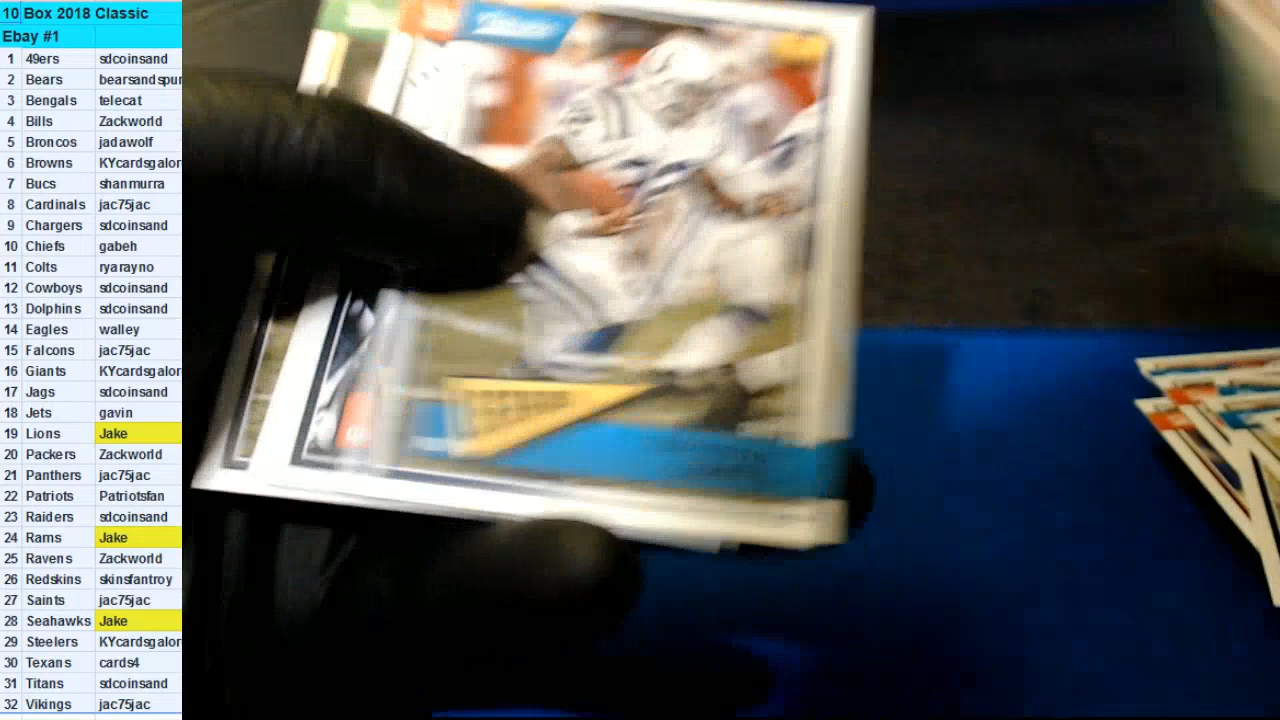 10 Box 2018 Classic
Ebay #1
1 49ers sdcoinsand
2 Bears bearsandspur
3 Bengals telecat
4 Bills Zackworld
5 Broncos jadawolf
6 Browns KYcardsgalor
7 Bucs shanmurra
8 Cardinals jac75jac
9 Chargers sdcoinsand
10 Chiefs gabeh
11 Colts ryarayno
12 Cowboys sdcoinsand
13 Dolphins sdcoinsand
14 Eagles walley
15 Falcons jac75jac
16 Giants KYcardsgalor
17 Jags sdcoinsand
18 Jets gavin
19 Lions Jake
20 Packers Zackworld
21 Panthers jac75jac
22 Patriots Patriotsfan
23 Raiders sdcoinsand
24 Rams Jake
25 Ravens Zackworld
26 Redskins skinsfantroy
27 Saints jac75jac
28 Seahawks Jake
29 Steelers KYcardsgalor
30 Texans cards4
31 Titans sdcoinsand
32 Vikings jac75jac